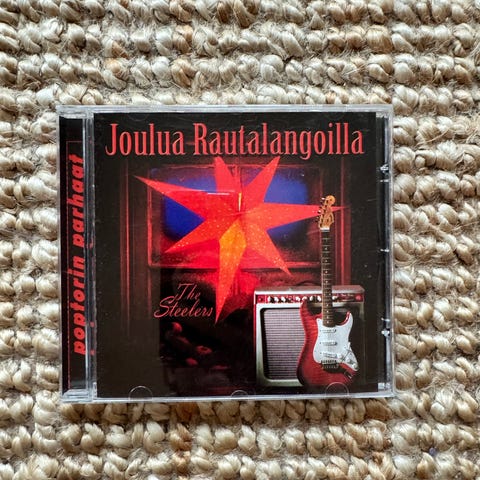 Joulua Rautalangoilla
The
Steelers
poptorin parhaat